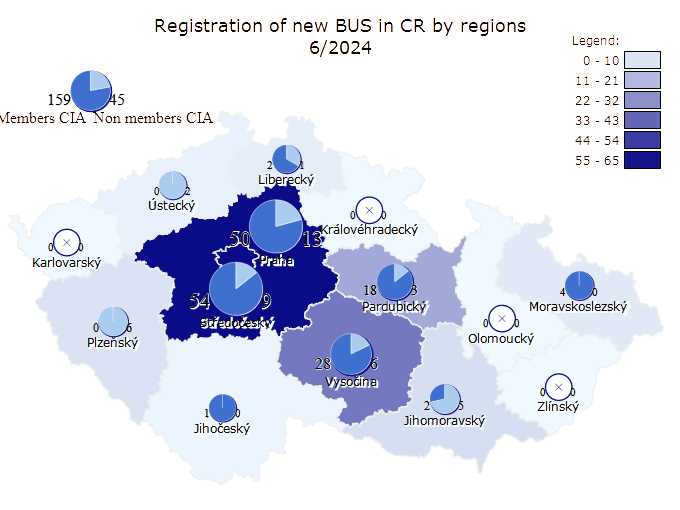 Registration of new BUS in CR by regions
6/2024
Legend:
0 - 10
11 - 21
22 - 32
33 - 43
44 - 54
55 - 65
159 45
Members CIA Non members CIA
2 1
Liberecký
0 2
Ústecký
0 0
Královéhradecký
50 13
Praha
0 0
Karlovarský
18 3
Pardubický
4 0
Moravskoslezský
54 9
Středočeský
0 6
Plzeňský
0 0
Olomoucký
28 6
Vysočina
0 0
Zlínský
2 5
Jihomoravský
1 0
Jihočeský